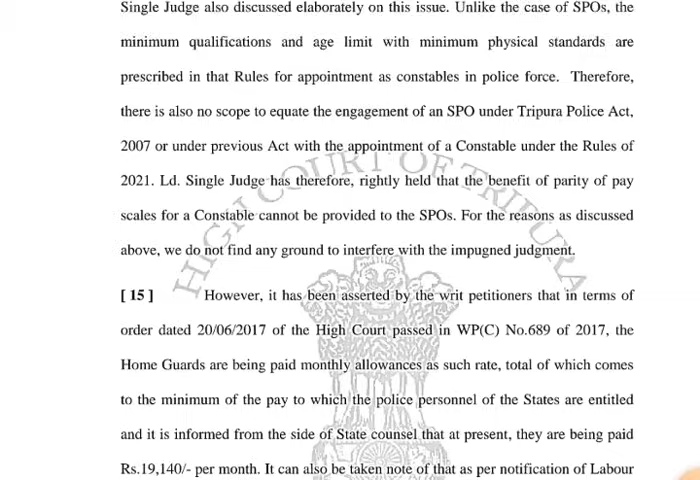 Single Judge also discussed elaborately on this issue. Unlike the case of SPOs, the
minimum qualifications and age limit with minimum physical standards are
prescribed in that Rules for appointment as constables in police force. Therefore,
there is also no scope to equate the engagement of an SPO under Tripura Police Act,
2007 or under previous Act with the appointment of a Constable under the Rules of
2021. Ld. Single Judge has therefore, rightly held that the benefit of parity of pay
scales for a Constable cannot be provided to the SPOs. For the reasons as discussed
above, we do not find any ground to interfere with the impugned judgment.
[ 15 ] However, it has been asserted by the writ petitioners that in terms of
order dated 20/06/2017 of the High Court passed in WP(C) No.689 of 2017, the
Home Guards are being paid monthly allowances as such rate, total of which comes
to the minimum of the pay to which the police personnel of the States are entitled
and it is informed from the side of State counsel that at present, they are being paid
Rs.19,140/- per month. It can also be taken note of that as per notification of Labour
HIGH COURT OF TRIPURA